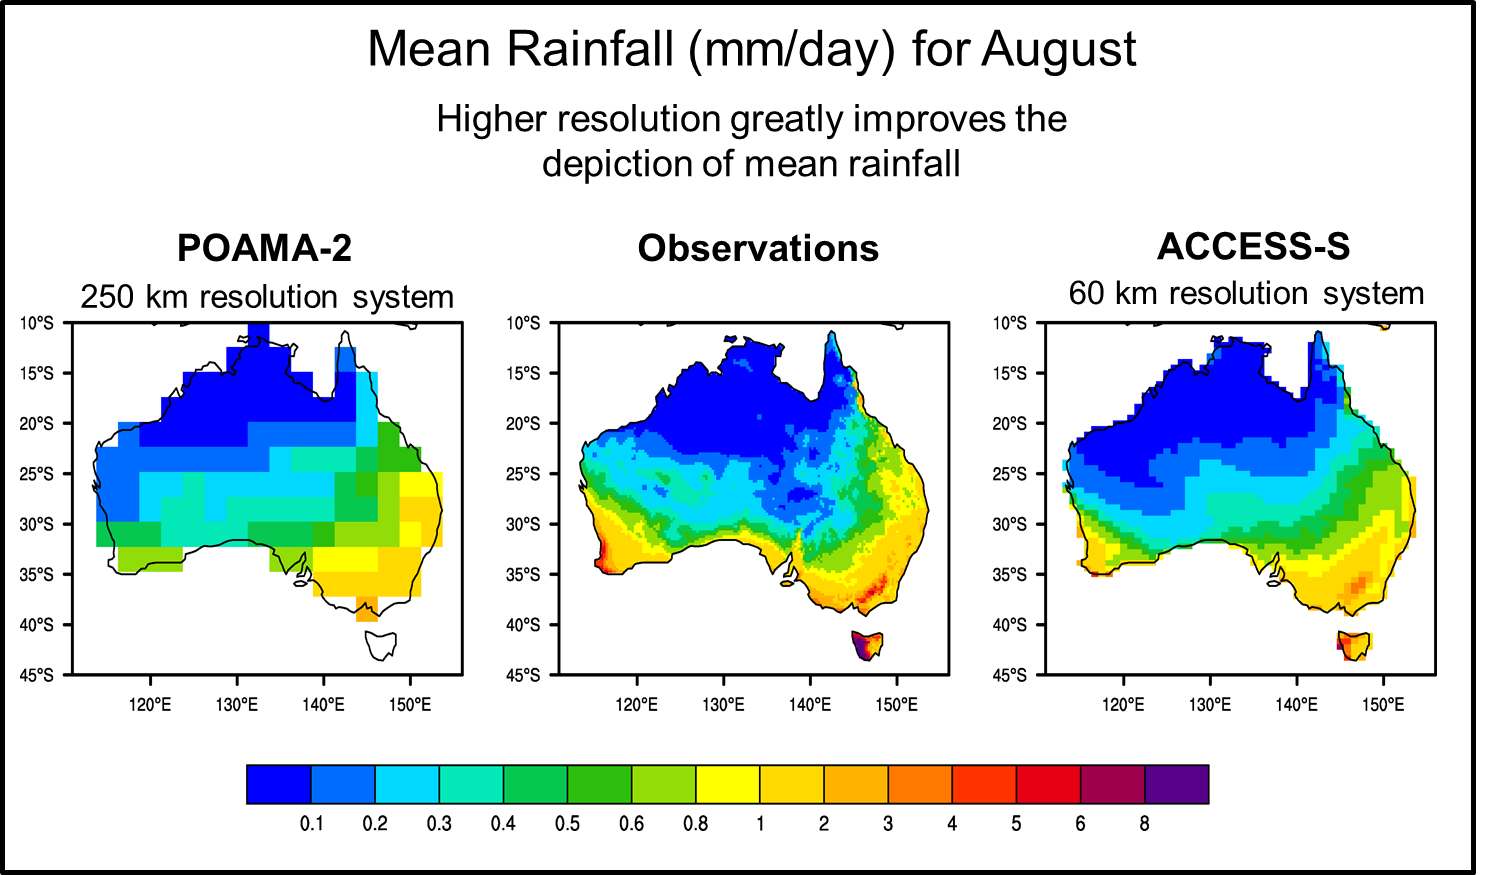 Mean Rainfall (mm/day) for August
Higher resolution greatly improves the
depiction of mean rainfall
POAMA-2
250 km resolution system
Observations
ACCESS-S
60 km resolution system
10°S
15°S
20°S
25°S
30°S
35°S
40°S
45°S
120°E 130°E 140°E 150°E
10°S
15°S
20°S
25°S
30°S
35°S
40°S
45°S
120°E 130°E 140°E 150°E
10°S
15°S
20°S
25°S
30°S
35°S
40°S
45°S
120°E 130°E 140°E 150°E
0.1 0.2 0.3 0.4 0.5 0.6 0.8 1 2 3 4 5 6 8